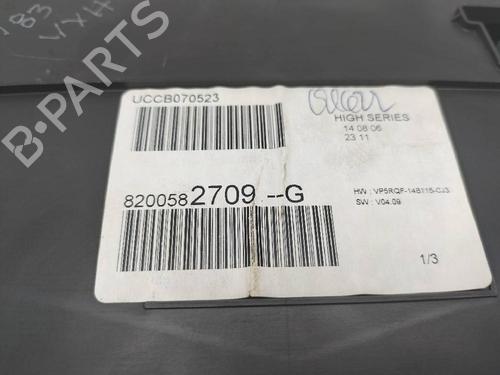 83
UCCB070523
HIGH SERIES
14 08 06
23 11
8200582709 --G
HW : VP5RQF-14B115-CJ3
SW : V04.09
1/3
B-PARTS